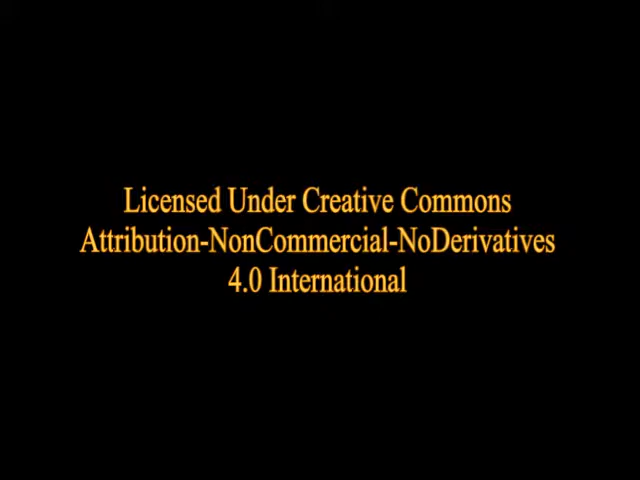 Licensed Under Creative Commons
Attribution-NonCommercial-NoDerivatives
4.0 International